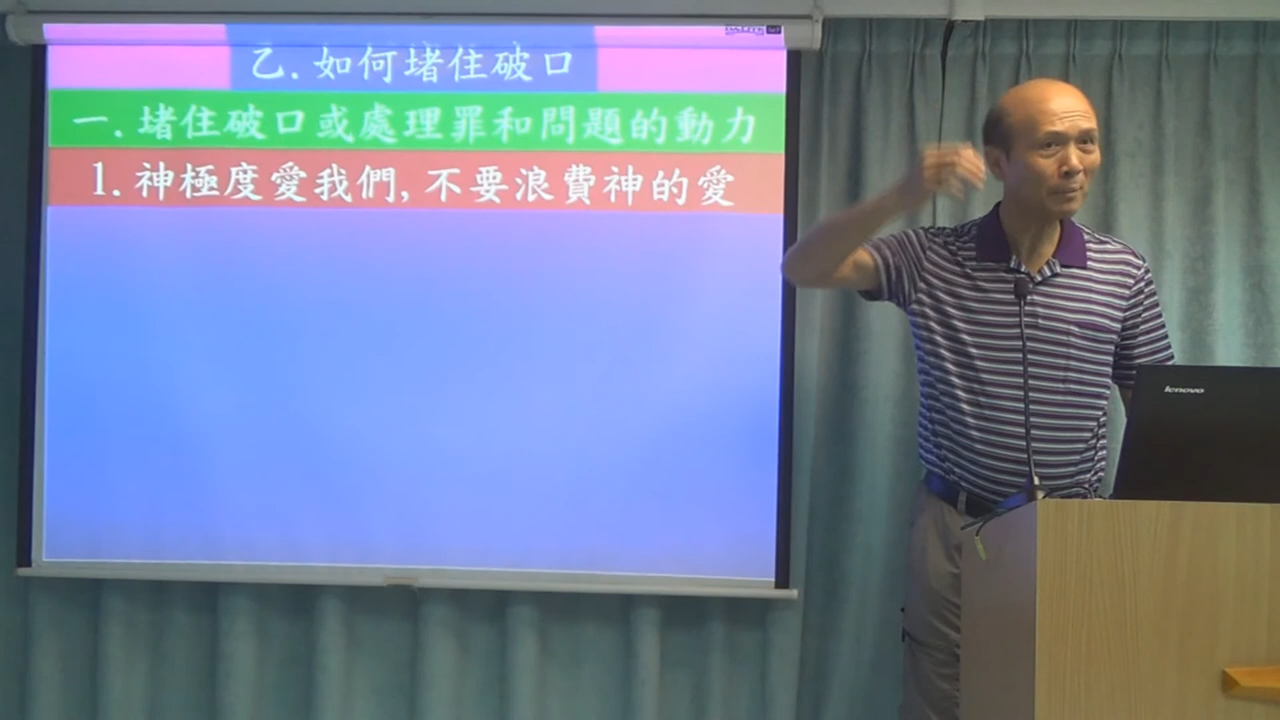 乙.如何堵住破口
一.堵住破口或處理罪和問題的動力
1.神極度愛我們,不要浪費神的愛
lenovo